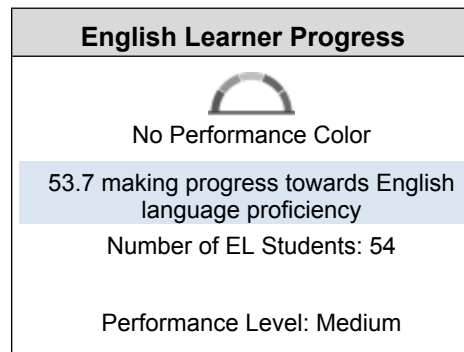 English Learner Progress
No Performance Color
53.7 making progress towards English
language proficiency
Number of EL Students: 54
Performance Level: Medium